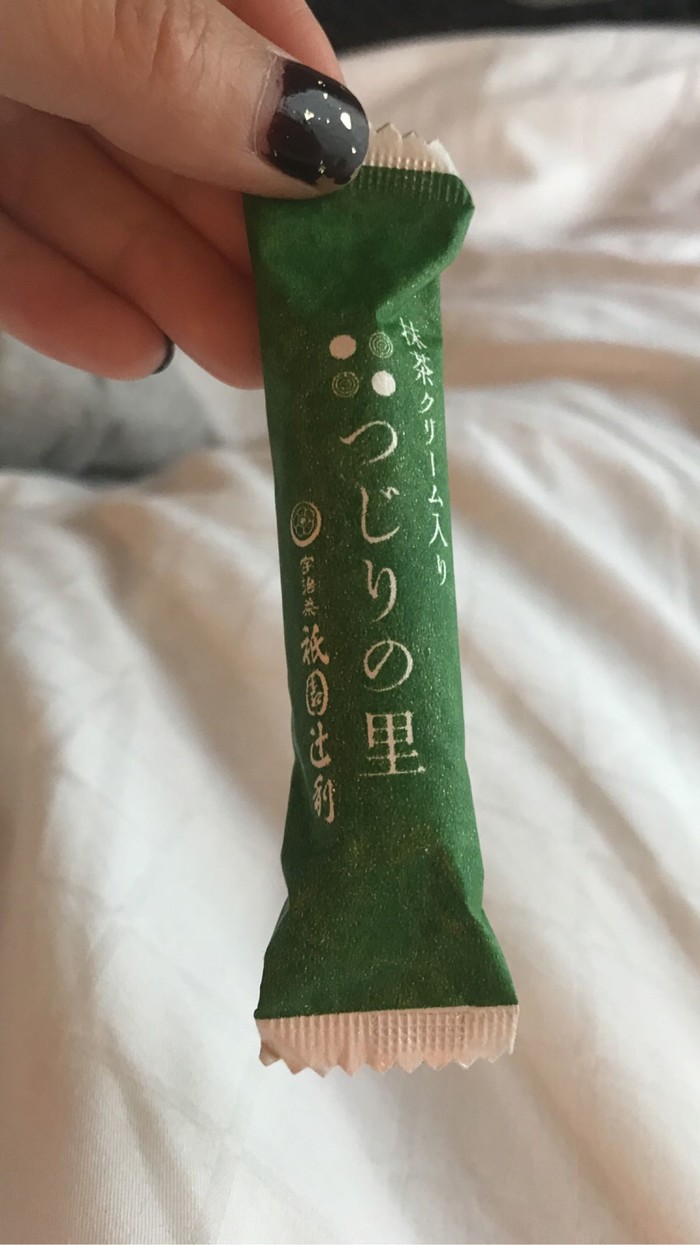 抹茶クリーム入り
つじりの里
宇治茶
祇園辻利